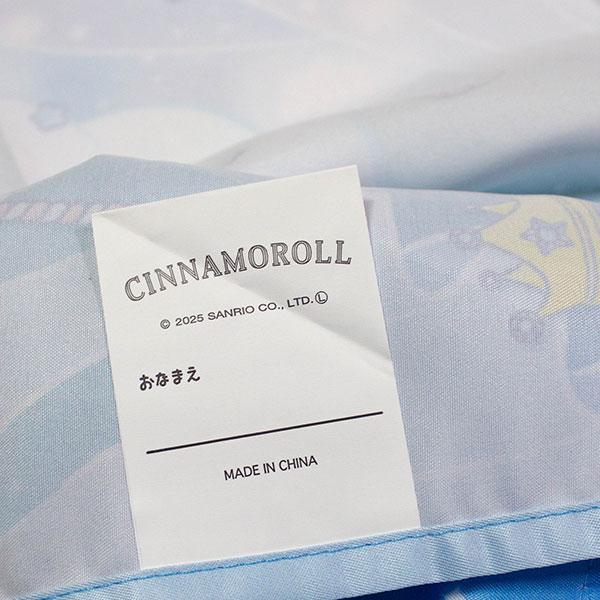 CINNAMOROLL
© 2025 SANRIO CO., LTD. Ⓛ
おなまえ
MADE IN CHINA